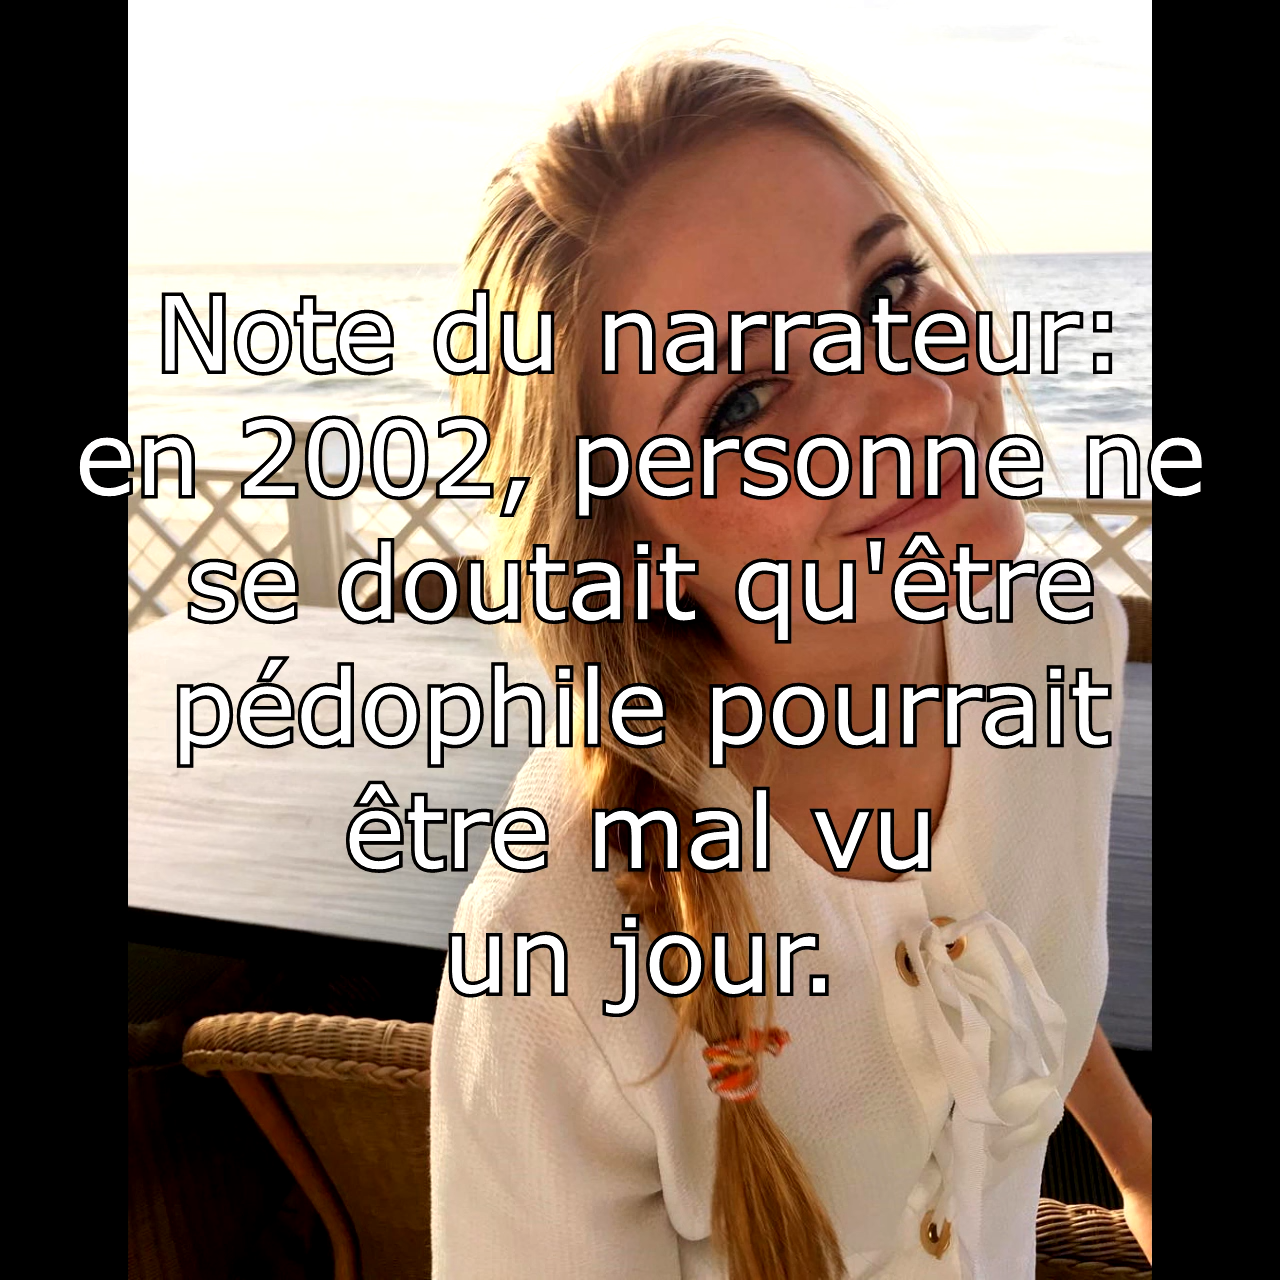 Note du narrateur:
en 2002, personne ne
se doutait qu'être
pédophile pourrait
être mal vu
un jour.